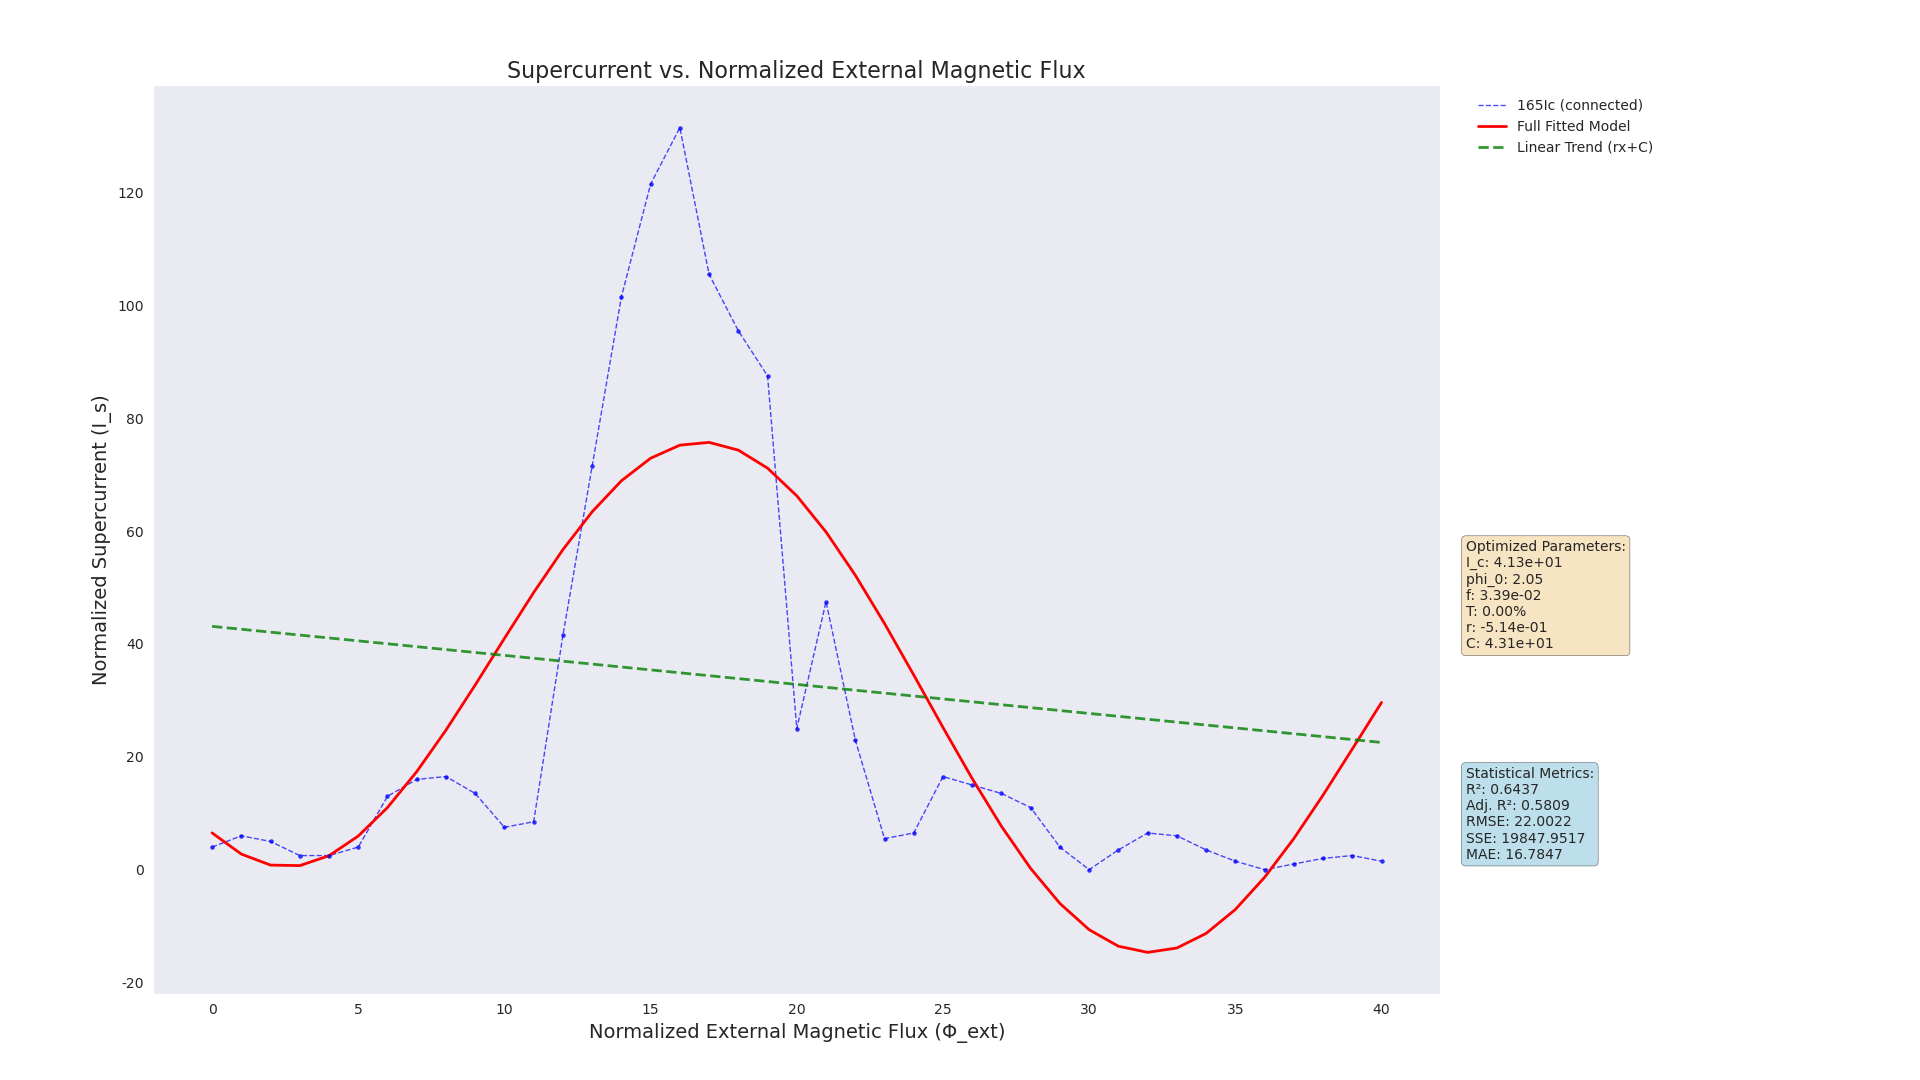 Supercurrent vs. Normalized External Magnetic Flux
165Ic (connected)
Full Fitted Model
Linear Trend (rx+C)
Normalized Supercurrent (I_s)
120
100
80
60
40
20
0
-20
0 5 10 15 20 25 30 35 40
Normalized External Magnetic Flux (Φ_ext)
Optimized Parameters:
I_c: 4.13e+01
phi_0: 2.05
f: 3.39e-02
T: 0.00%
r: -5.14e-01
C: 4.31e+01
Statistical Metrics:
R²: 0.6437
Adj. R²: 0.5809
RMSE: 22.0022
SSE: 19847.9517
MAE: 16.7847